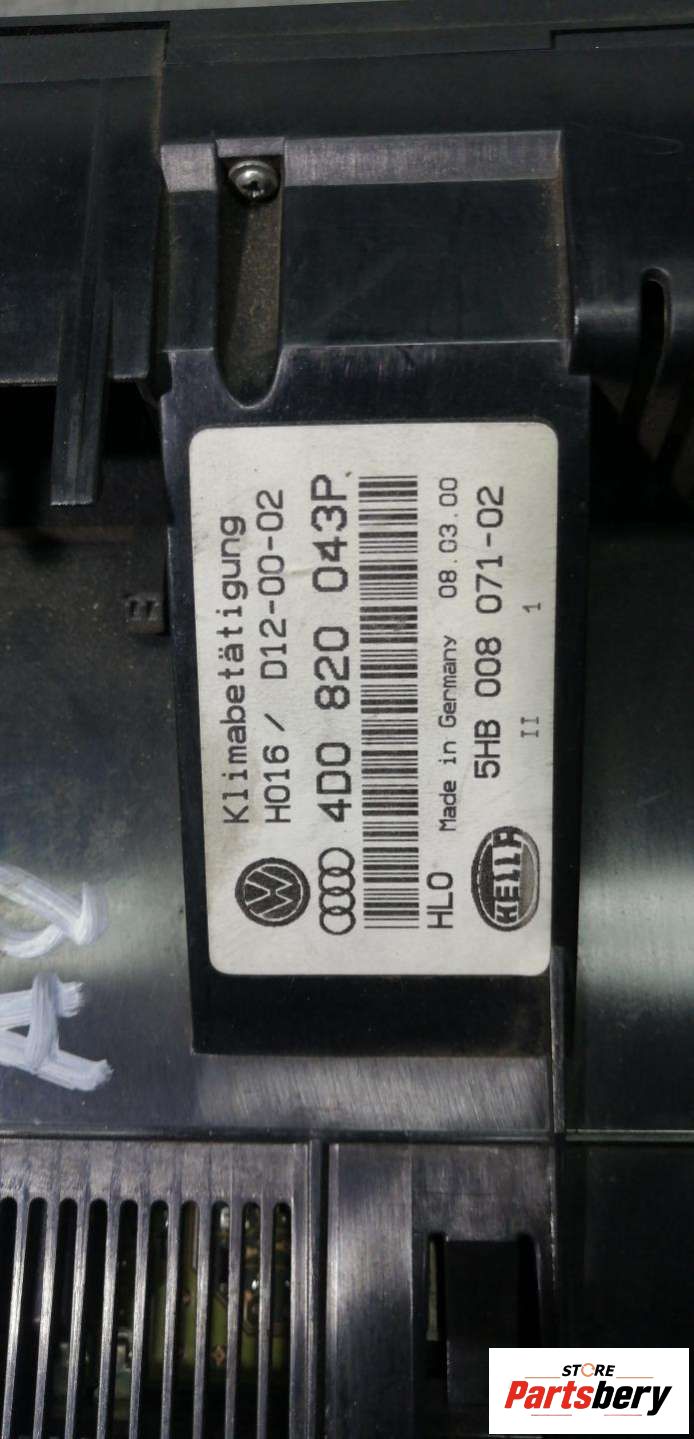 Klimabetätigung
H016 / D12-00-02
4D0 820 043P
HLO Made in Germany 08.03.00
HELLA 5HB 008 071-02
II 1
STORE
Partsbery